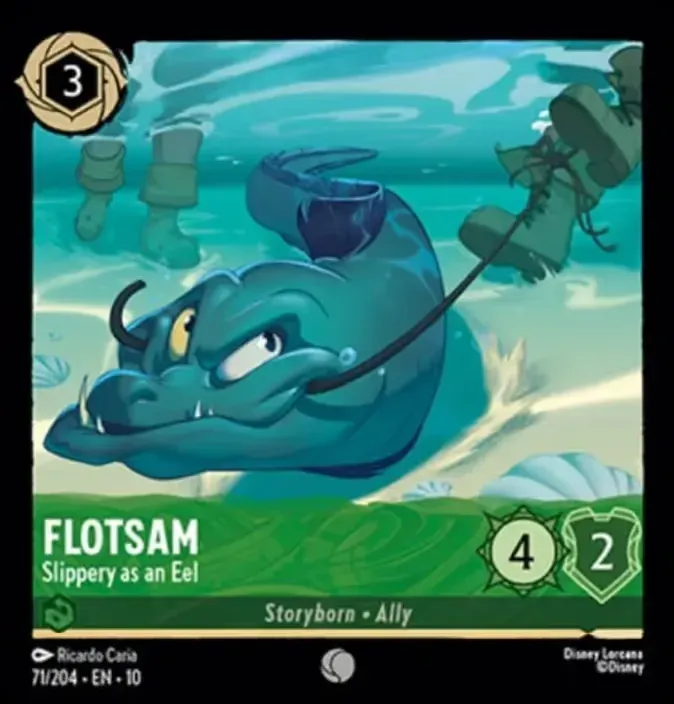 3
FLOTSAM
Slippery as an Eel
4
2
Storyborn • Ally
Ricardo Caria
71/204 • EN • 10
Disney Lorcana
©Disney